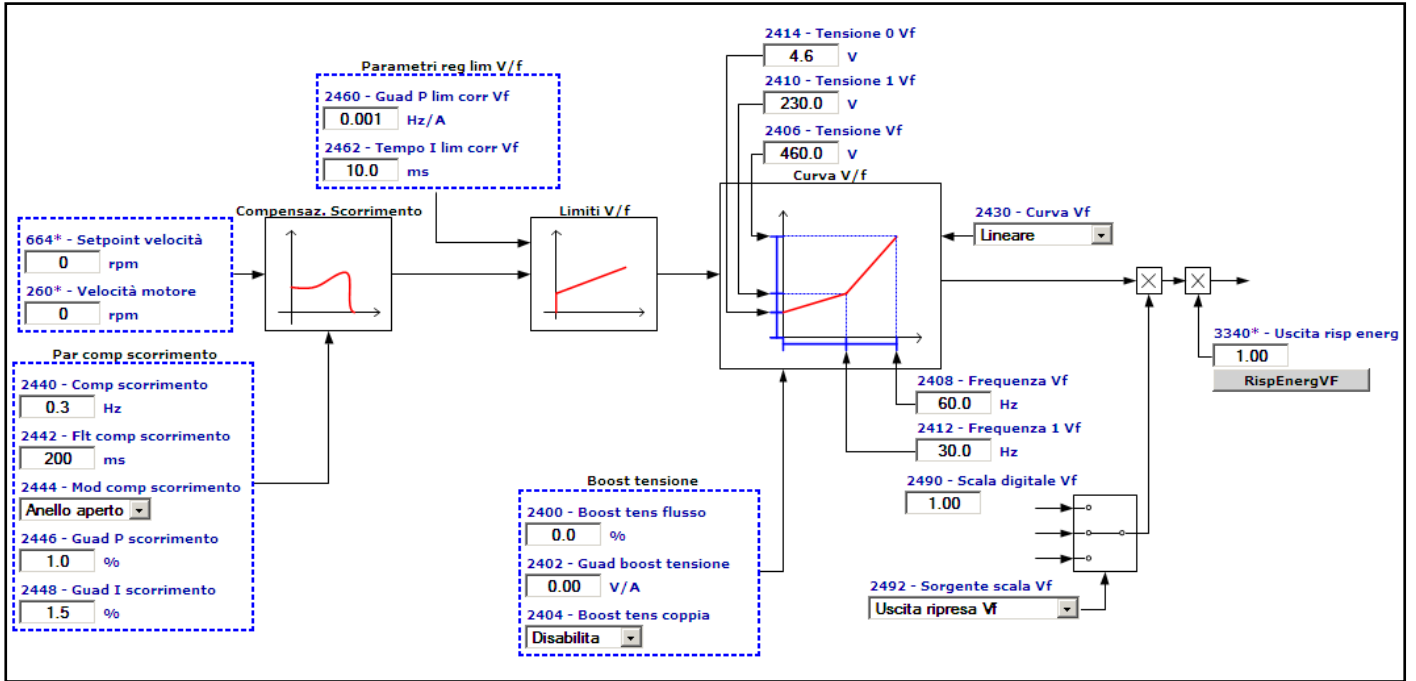 2414 - Tensione 0 Vf
4.6 V
2410 - Tensione 1 Vf
230.0 V
2406 - Tensione Vf
460.0 V
Curva V/f
Parametri reg lim V/f
2460 - Guad P lim corr Vf
0.001 Hz/A
2462 - Tempo I lim corr Vf
10.0 ms
Compensaz. Scorrimento
Limiti V/f
664* - Setpoint velocità
0 rpm
260* - Velocità motore
0 rpm
2430 - Curva Vf
Lineare
3340* - Uscita risp energ
1.00
RispEnergVF
Par comp scorrimento
2440 - Comp scorrimento
0.3 Hz
2442 - Flt comp scorrimento
200 ms
2444 - Mod comp scorrimento
Anello aperto
2446 - Guad P scorrimento
1.0 %
2448 - Guad I scorrimento
1.5 %
2408 - Frequenza Vf
60.0 Hz
2412 - Frequenza 1 Vf
30.0 Hz
Boost tensione
2400 - Boost tens flusso
0.0 %
2402 - Guad boost tensione
0.00 V/A
2404 - Boost tens coppia
Disabilita
2490 - Scala digitale Vf
1.00
2492 - Sorgente scala Vf
Uscita ripresa Vf